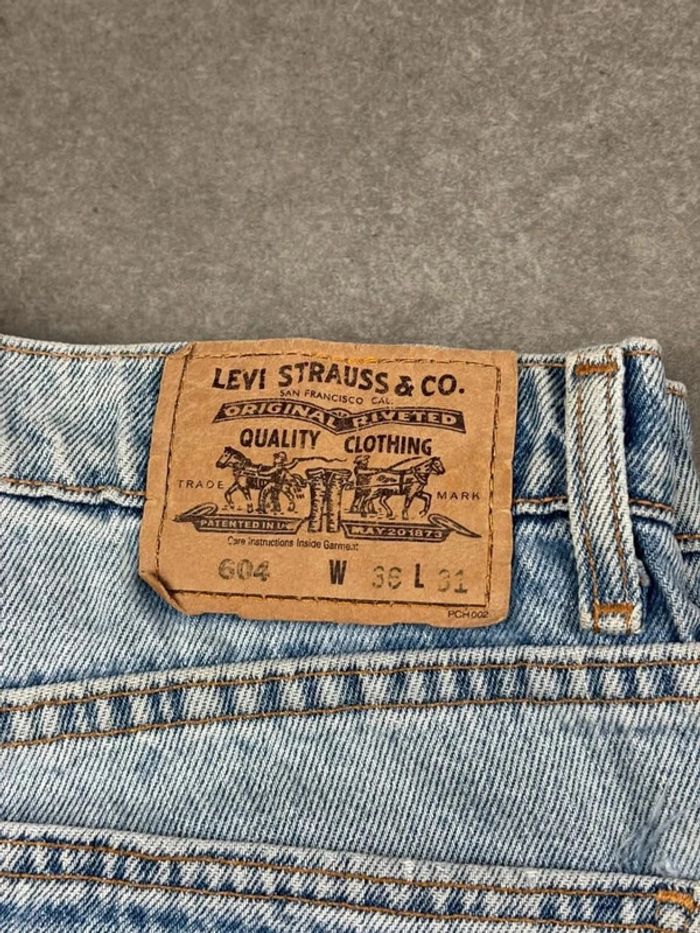 LEVI STRAUSS & CO.
SAN FRANCISCO CAL.
ORIGINAL RIVETED
QUALITY CLOTHING
TRADE MARK
PATENTED IN U.S. MAY 20 1873
Care Instructions Inside Garment
604 W 36 L 31
PCH002